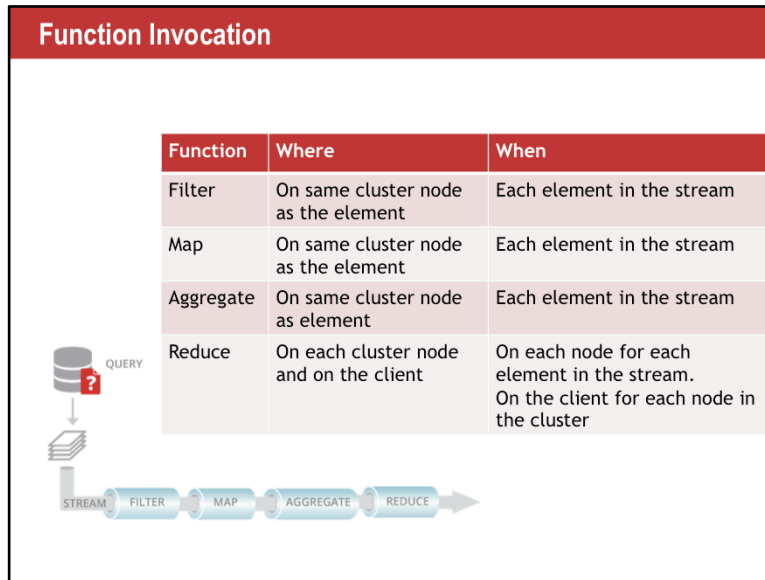 Function Invocation
Function Where When
Filter On same cluster node Each element in the stream
as the element
Map On same cluster node Each element in the stream
as the element
Aggregate On same cluster node Each element in the stream
as element
Reduce On each cluster node On each node for each
and on the client element in the stream.
On the client for each node in
the cluster
QUERY
?
STREAM FILTER MAP AGGREGATE REDUCE